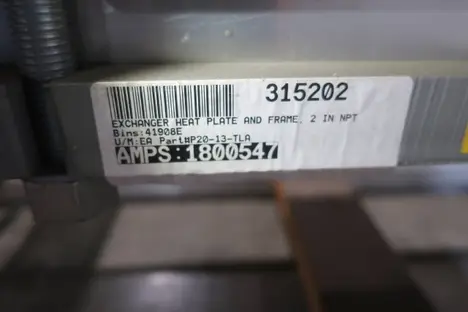 315202
EXCHANGER HEAT PLATE AND FRAME, 2 IN NPT
Bins:41908E
U/M:EA Part#P20-13-TLA
AMPS:1800547